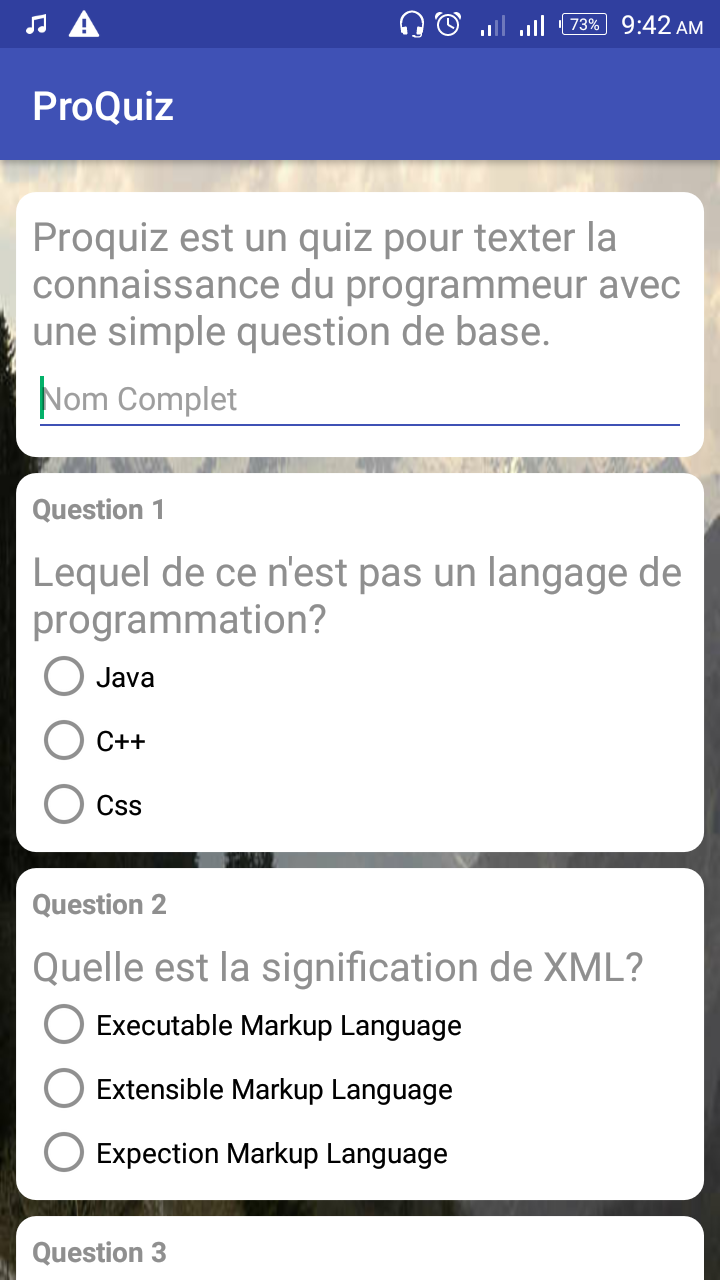 73% 9:42 AM
ProQuiz
Proquiz est un quiz pour texter la
connaissance du programmeur avec
une simple question de base.
Nom Complet
Question 1
Lequel de ce n'est pas un langage de
programmation?
Java
C++
Css
Question 2
Quelle est la signification de XML?
Executable Markup Language
Extensible Markup Language
Expection Markup Language
Question 3